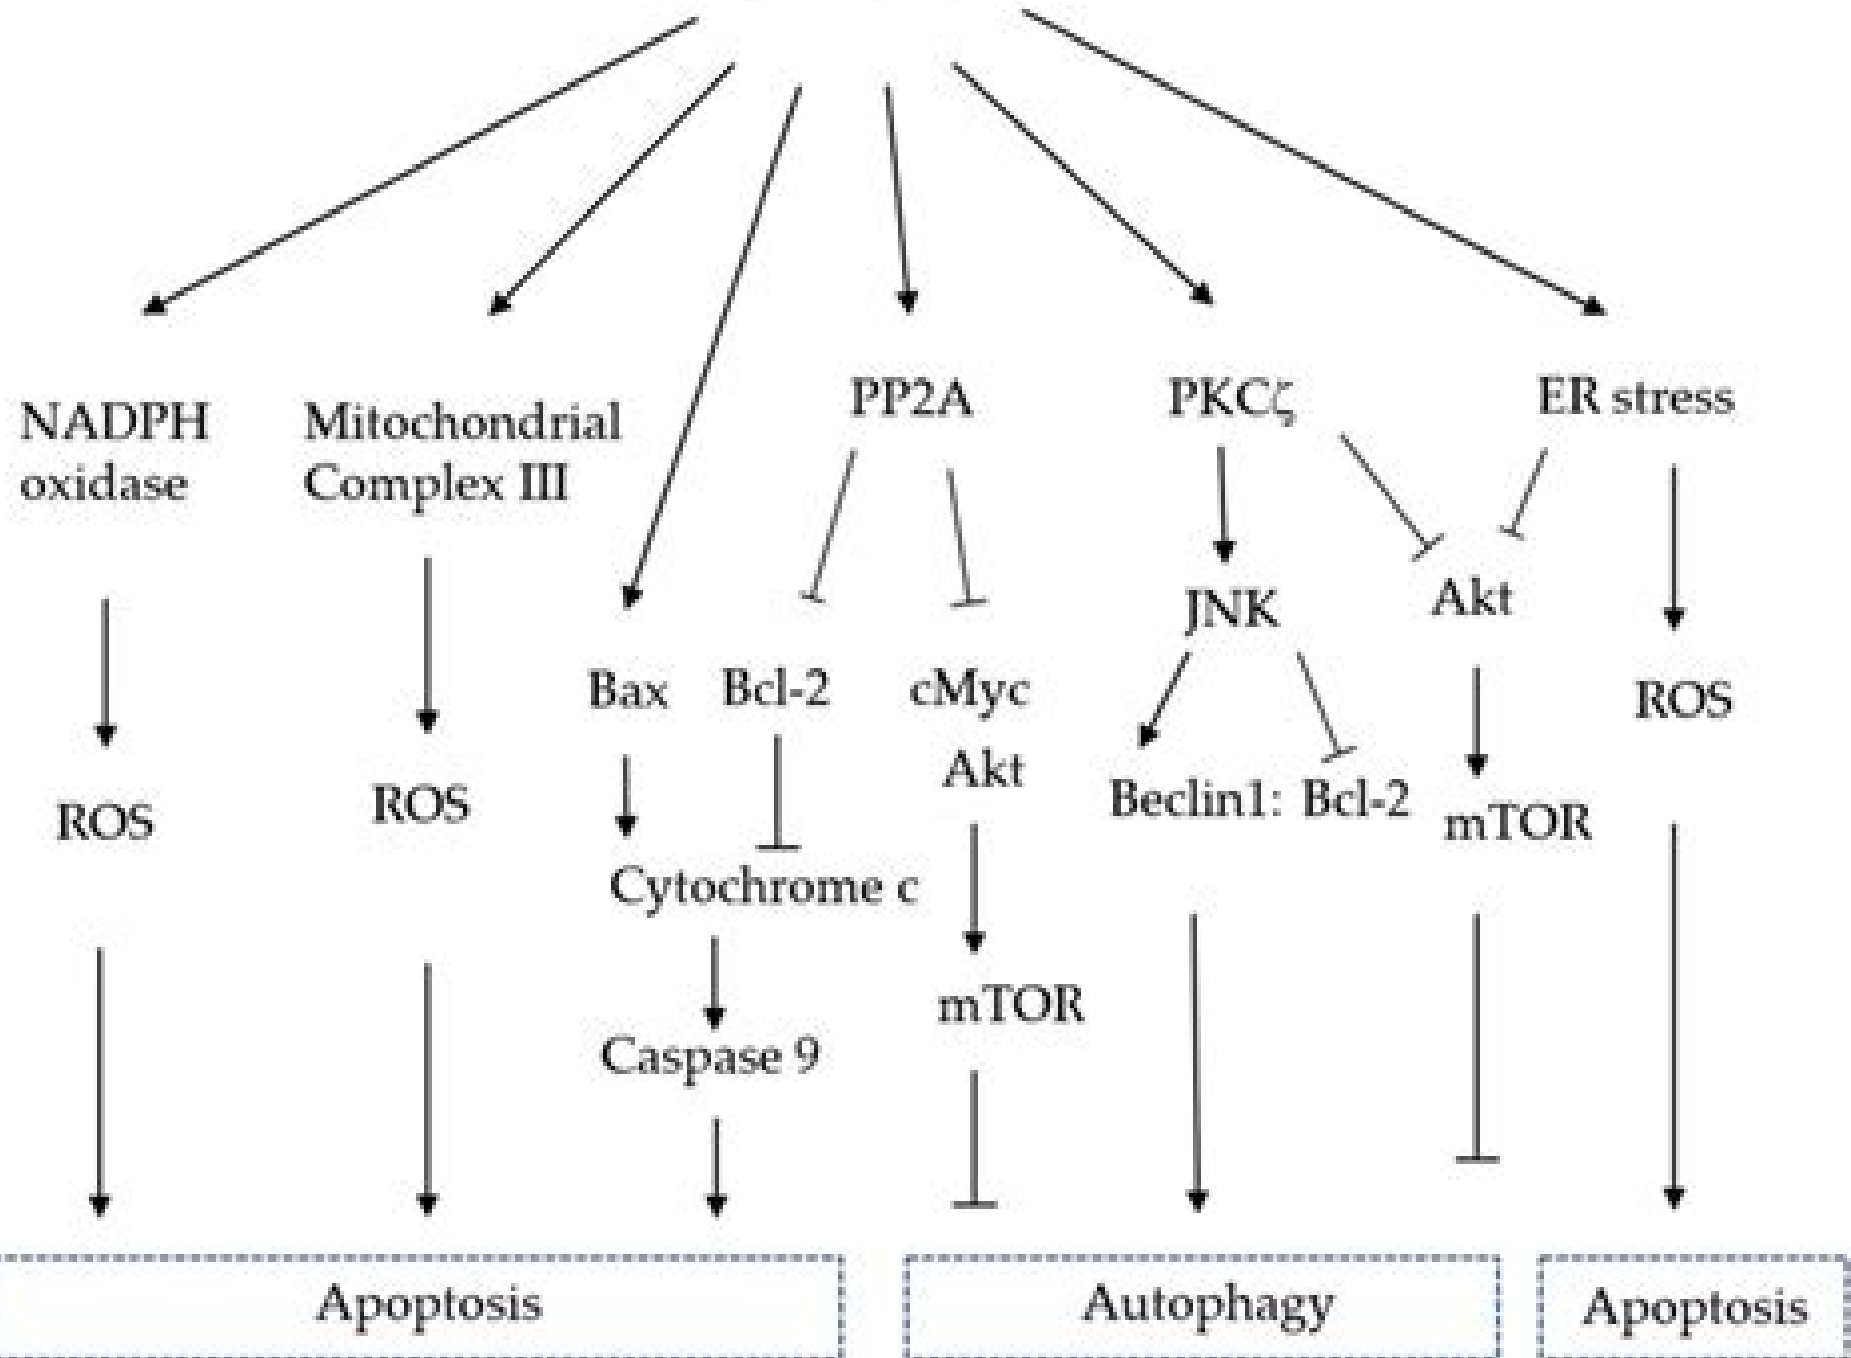 PP2A
PKCζ
ER stress
NADPH
oxidase
Mitochondrial
Complex III
JNK
Akt
Bax
Bcl-2
cMyc
Akt
ROS
Beclin1: Bcl-2
mTOR
ROS
ROS
Cytochrome c
mTOR
Caspase 9
Apoptosis
Autophagy
Apoptosis